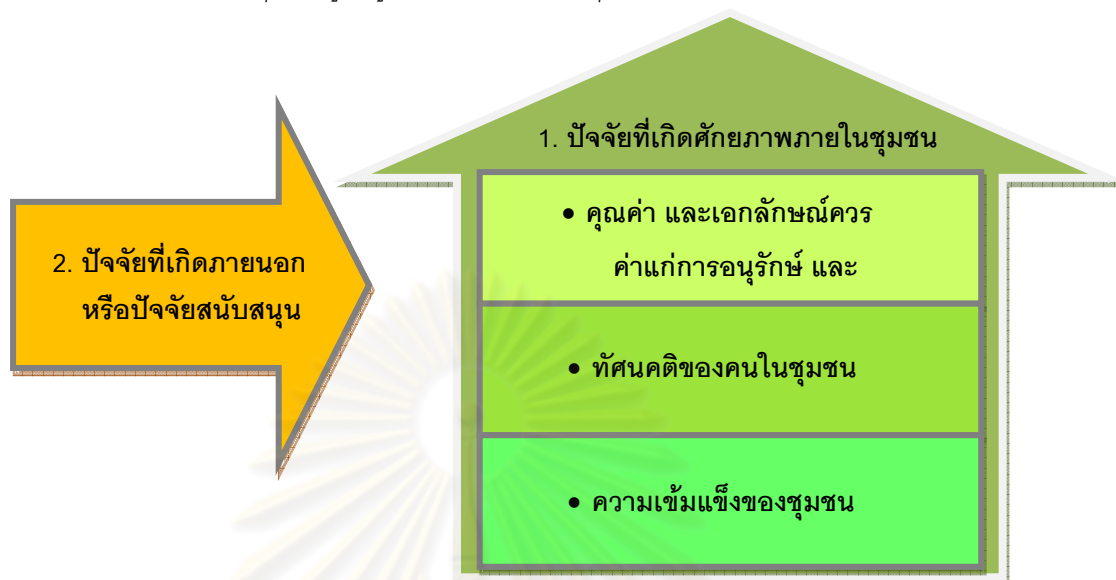 1. ปัจจัยที่เกิดศักยภาพภายในชุมชน
• คุณค่า และเอกลักษณ์ควร
ค่าแก่การอนุรักษ์ และ
2. ปัจจัยที่เกิดภายนอก
หรือปัจจัยสนับสนุน
• ทัศนคติของคนในชุมชน
• ความเข้มแข็งของชุมชน